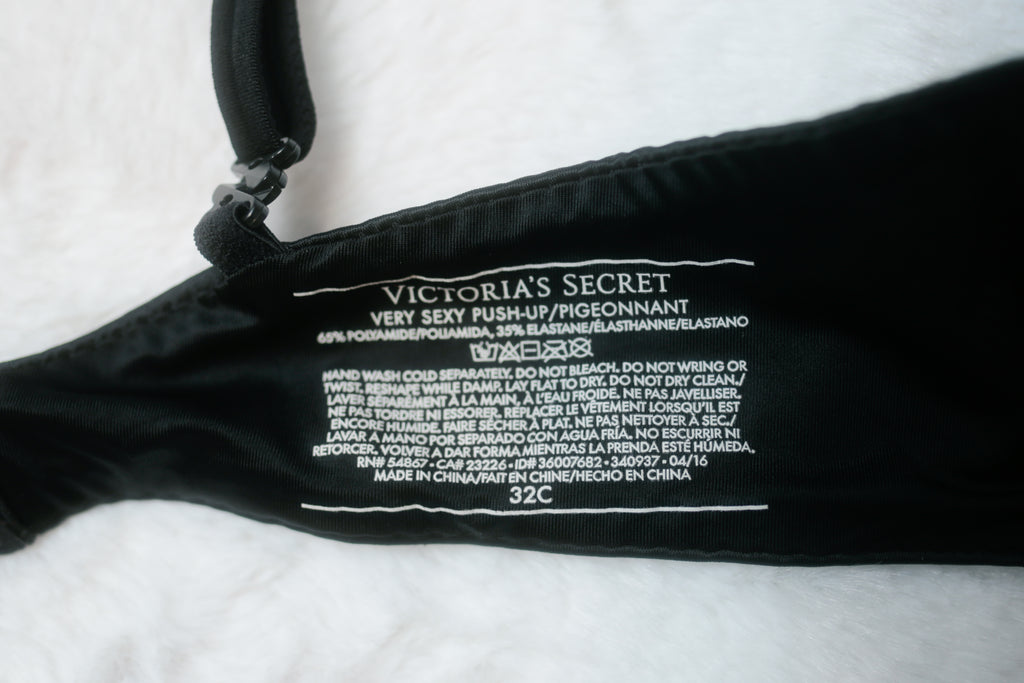 VICTORIA'S SECRET
VERY SEXY PUSH-UP/PIGEONNANT
65% POLYAMIDE/POLIAMIDA, 35% ELASTANE/ÉLASTHANNE/ELASTANO
HAND WASH COLD SEPARATELY. DO NOT BLEACH. DO NOT WRING OR
TWIST. RESHAPE WHILE DAMP. LAY FLAT TO DRY. DO NOT DRY CLEAN./
LAVER SÉPARÉMENT À LA MAIN, À L'EAU FROIDE. NE PAS JAVELLISER.
NE PAS TORDRE NI ESSORER. REPLACER LE VÊTEMENT LORSQU'IL EST
ENCORE HUMIDE. FAIRE SÉCHER À PLAT. NE PAS NETTOYER À SEC./
LAVAR A MANO POR SEPARADO CON AGUA FRÍA. NO ESCURRIR NI
RETORCER. VOLVER A DAR FORMA MIENTRAS LA PRENDA ESTÉ HÚMEDA.
RN# 54867 • CA# 23226 • ID# 36007682 • 340937 • 04/16
MADE IN CHINA/FAIT EN CHINE/HECHO EN CHINA
32C